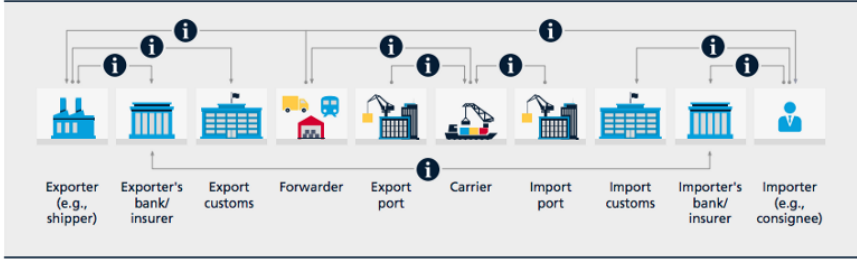 i
i
i
i
i
i
i
i
i
Exporter (e.g., shipper)
Exporter's bank/ insurer
Export customs
Forwarder
Export port
Carrier
Import port
Import customs
Importer's bank/ insurer
Importer (e.g., consignee)